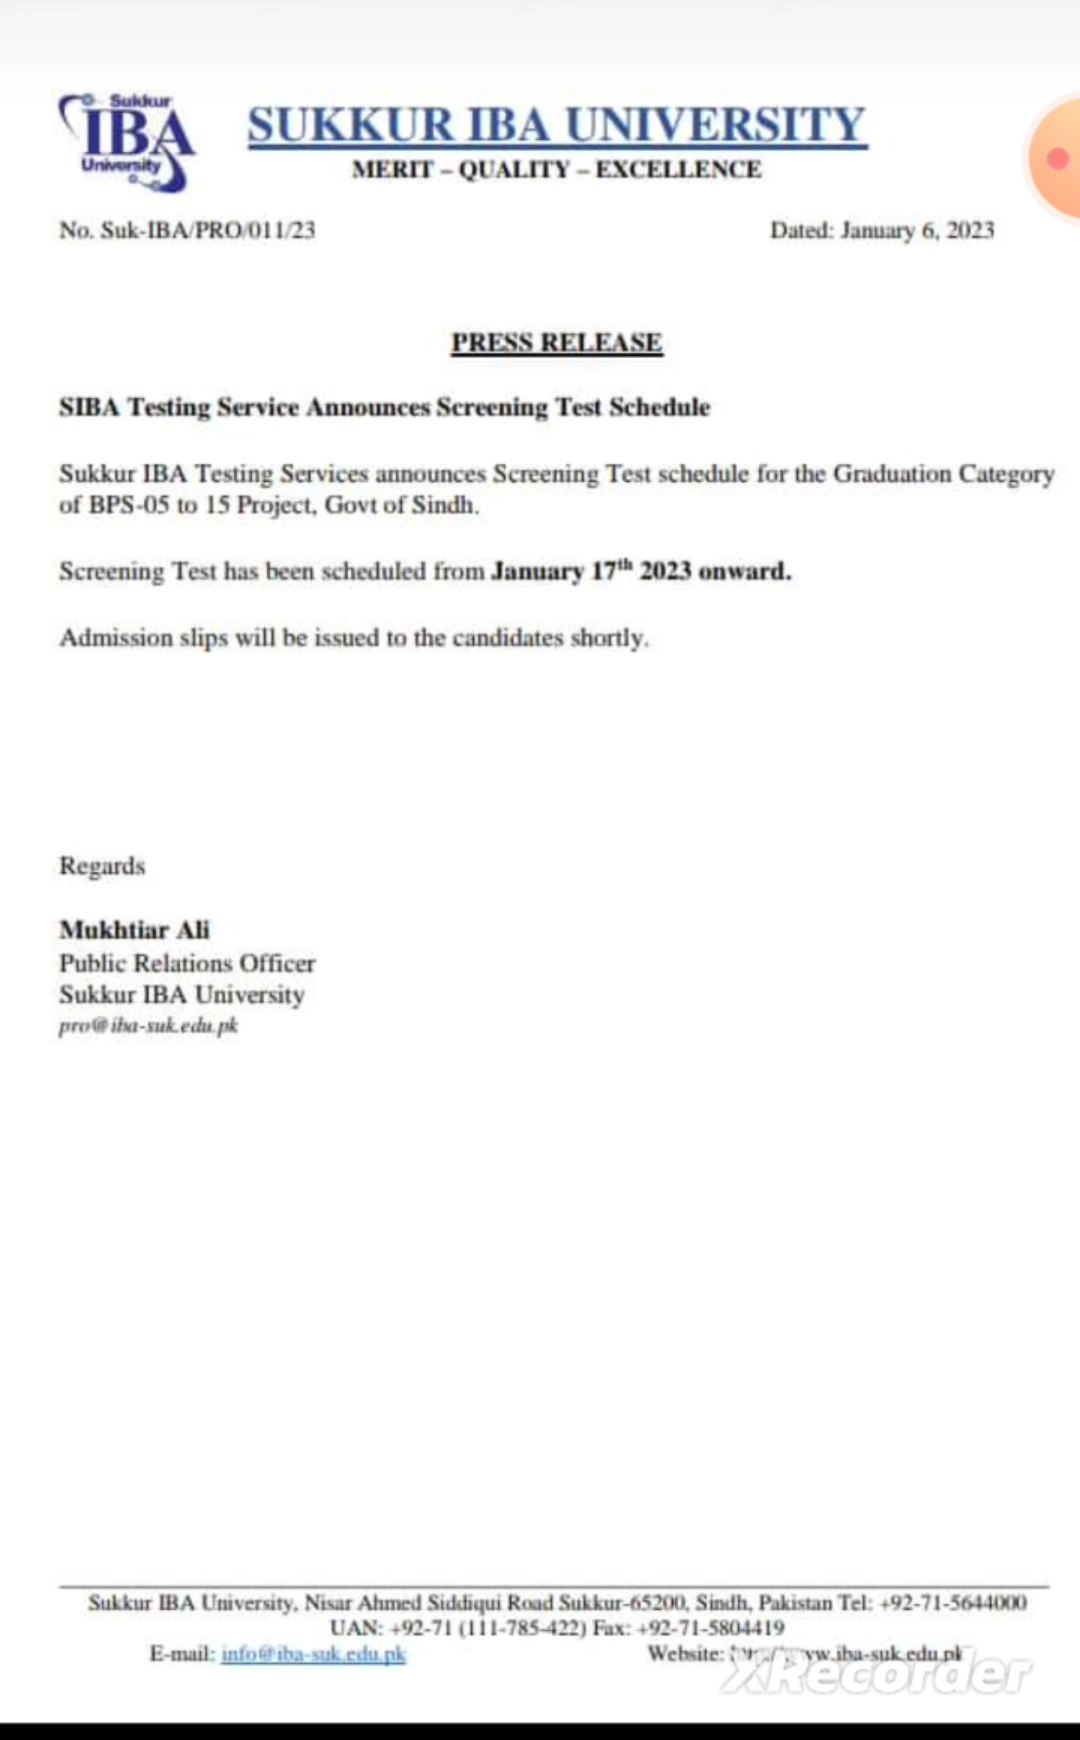 Sukkur
IBA
University
SUKKUR IBA UNIVERSITY
MERIT – QUALITY – EXCELLENCE
No. Suk-IBA/PRO/011/23 Dated: January 6, 2023
PRESS RELEASE
SIBA Testing Service Announces Screening Test Schedule
Sukkur IBA Testing Services announces Screening Test schedule for the Graduation Category
of BPS-05 to 15 Project, Govt of Sindh.
Screening Test has been scheduled from January 17th 2023 onward.
Admission slips will be issued to the candidates shortly.
Regards
Mukhtiar Ali
Public Relations Officer
Sukkur IBA University
pro@iba-suk.edu.pk
Sukkur IBA University, Nisar Ahmed Siddiqui Road Sukkur-65200, Sindh, Pakistan Tel: +92-71-5644000
UAN: +92-71 (111-785-422) Fax: +92-71-5804419
E-mail: info@iba-suk.edu.pk Website:
XRecorder